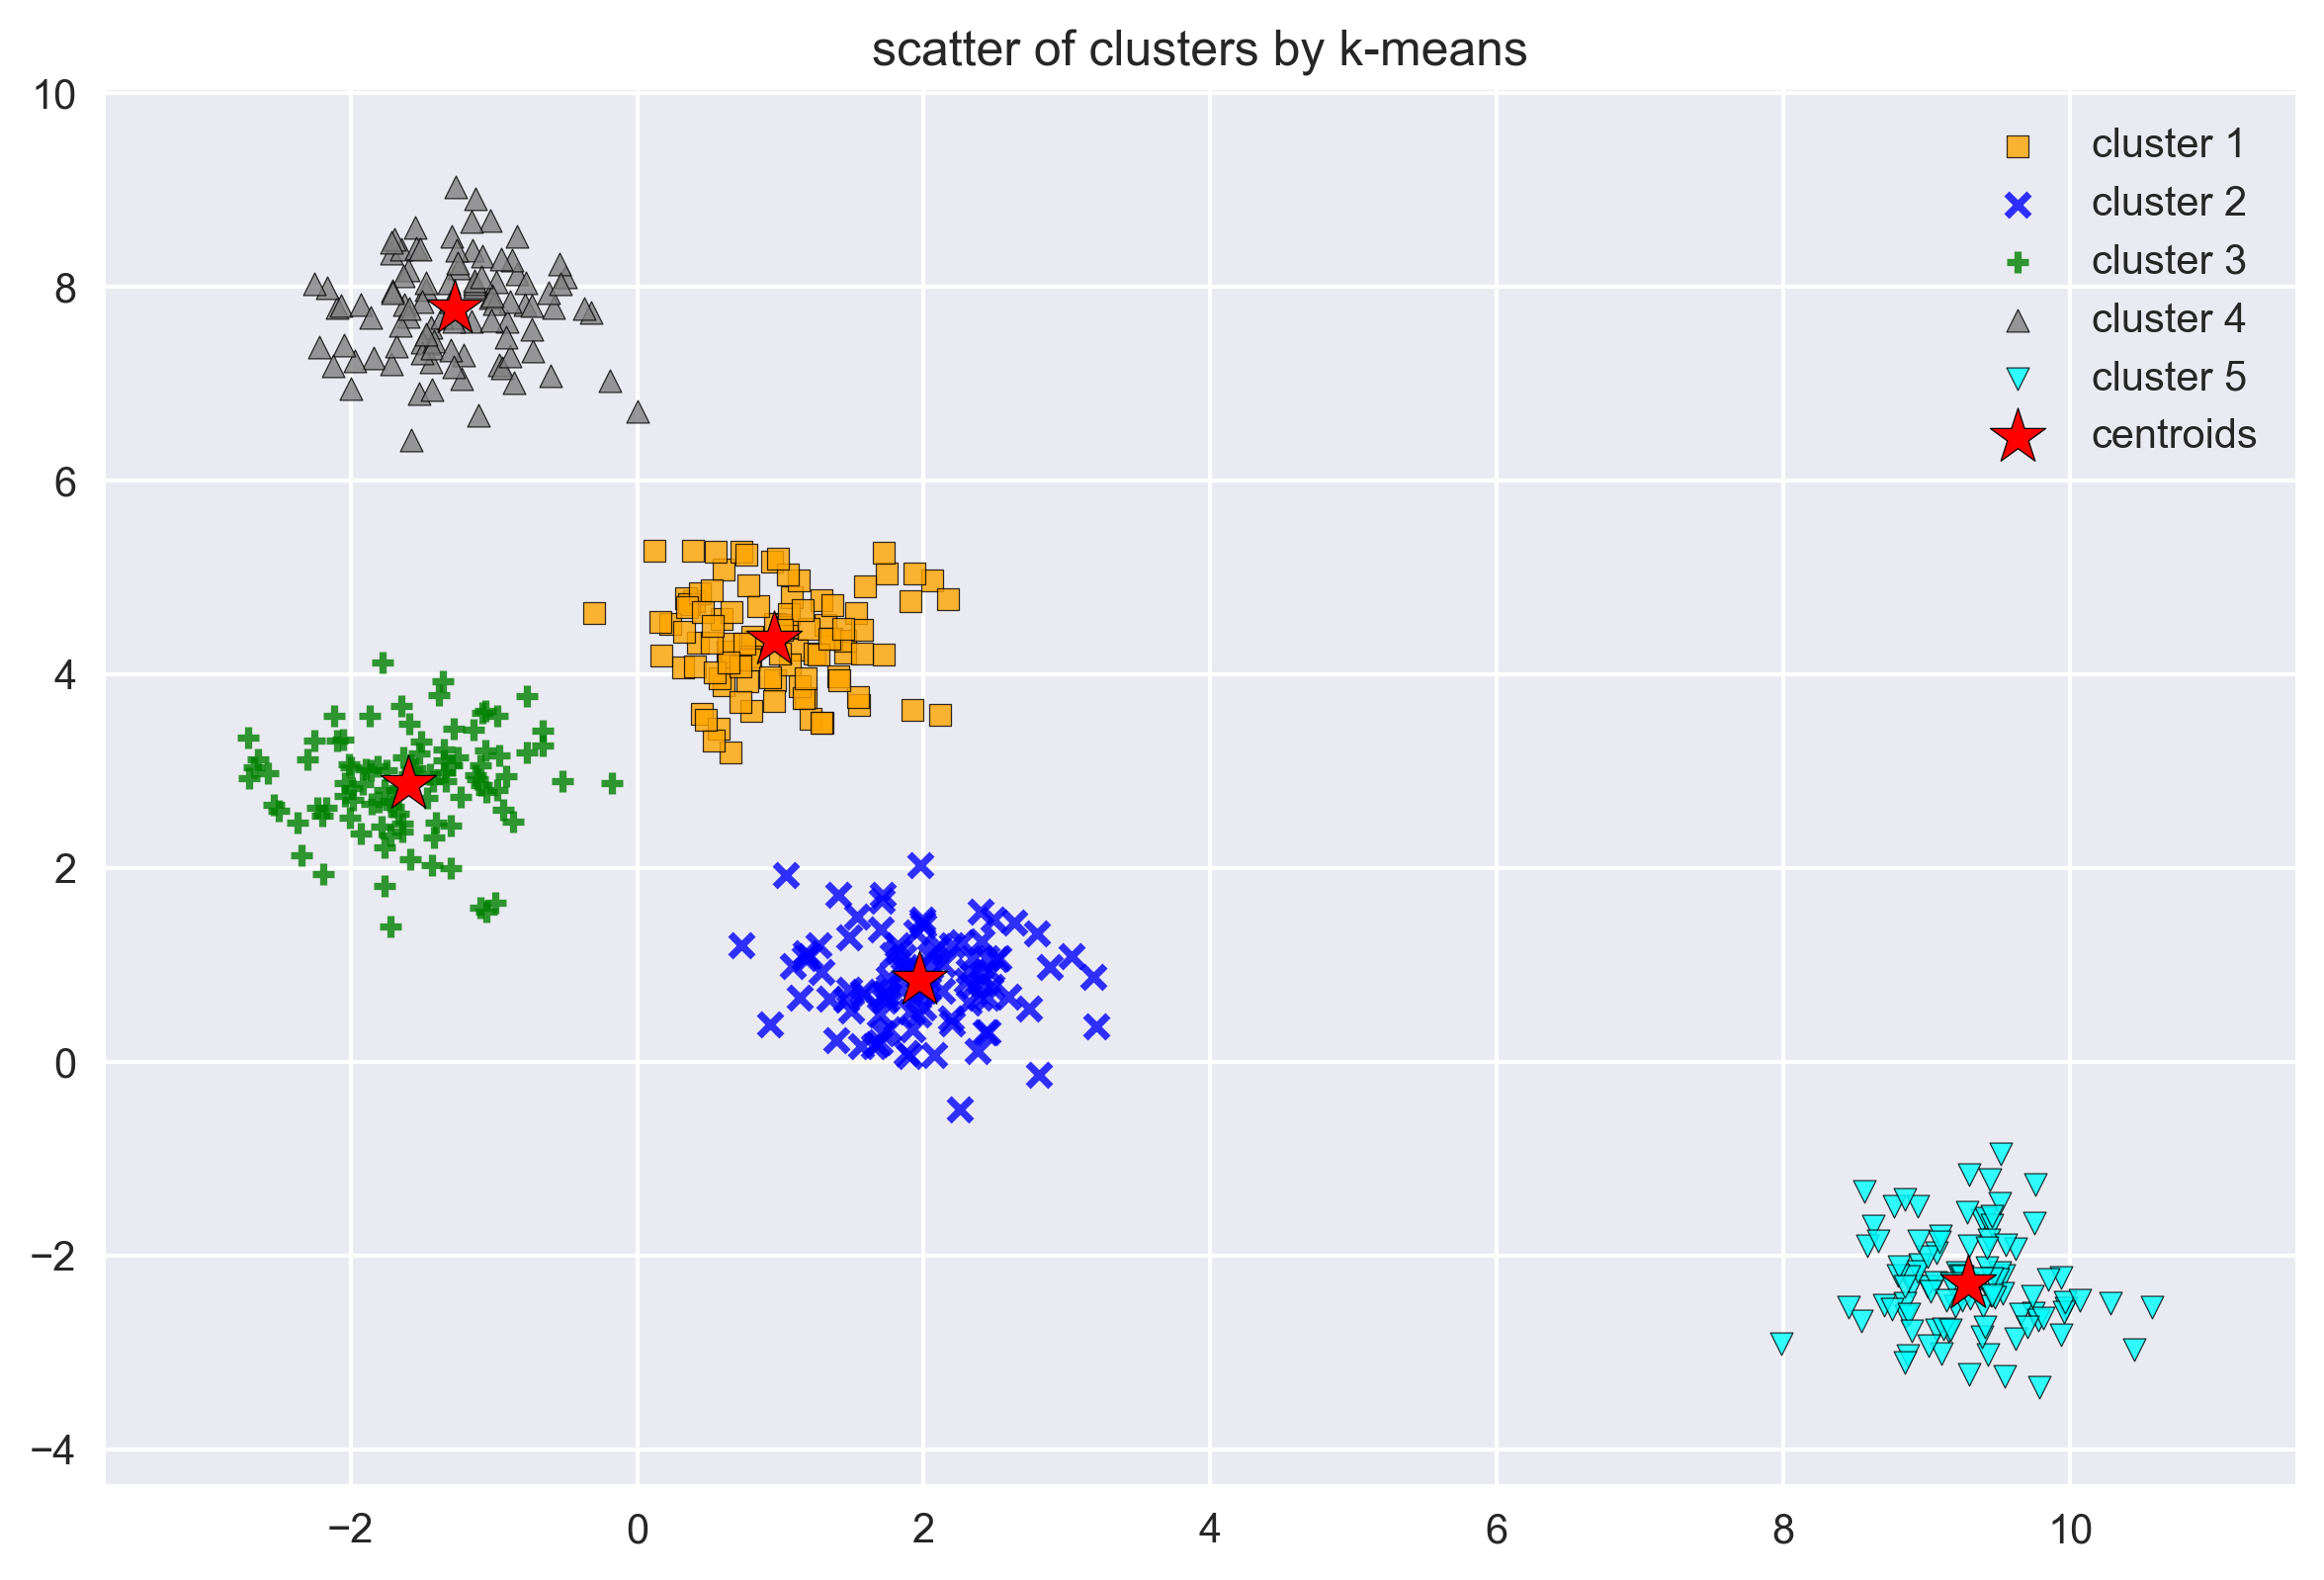 scatter of clusters by k-means
10
8
6
4
2
0
−2
−4
−2 0 2 4 6 8 10
cluster 1
cluster 2
cluster 3
cluster 4
cluster 5
centroids